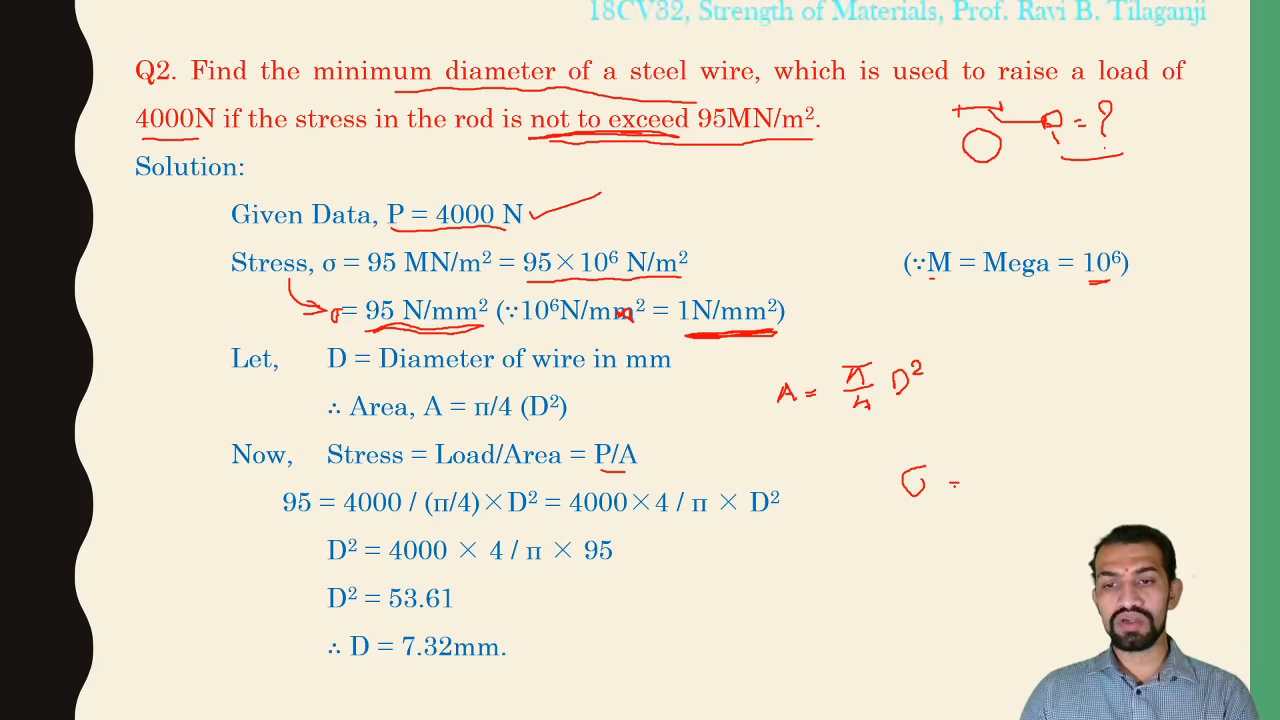 18CV32, Strength of Materials, Prof. Ravi B. Tilaganji
Q2. Find the minimum diameter of a steel wire, which is used to raise a load of
4000N if the stress in the rod is not to exceed 95MN/m².
= ?
Solution:
Given Data, P = 4000 N
Stress, σ = 95 MN/m² = 95×10⁶ N/m² (∵M = Mega = 10⁶)
σ= 95 N/mm² (∵10⁶N/mm² = 1N/mm²)
Let, D = Diameter of wire in mm
A = π/4 D²
∴ Area, A = π/4 (D²)
Now, Stress = Load/Area = P/A
σ =
95 = 4000 / (π/4)×D² = 4000×4 / π × D²
D² = 4000 × 4 / π × 95
D² = 53.61
∴ D = 7.32mm.